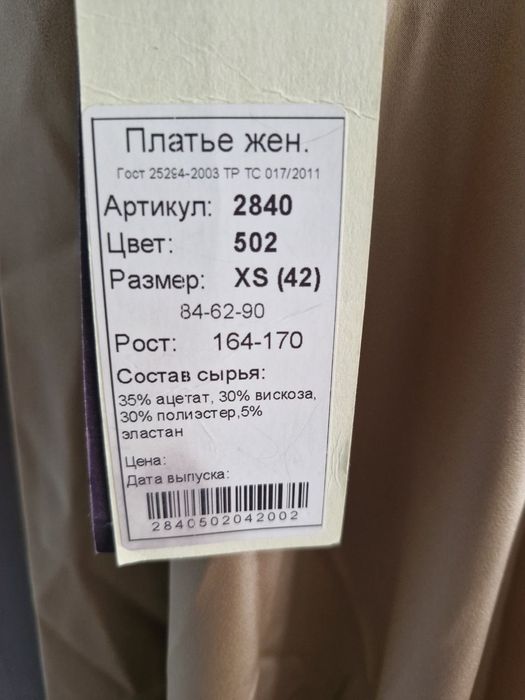 Платье жен.
Гост 25294-2003 ТР ТС 017/2011
Артикул: 2840
Цвет: 502
Размер: XS (42)
84-62-90
Рост: 164-170
Состав сырья:
35% ацетат, 30% вискоза,
30% полиэстер,5%
эластан
Цена:
Дата выпуска:
2840502042002